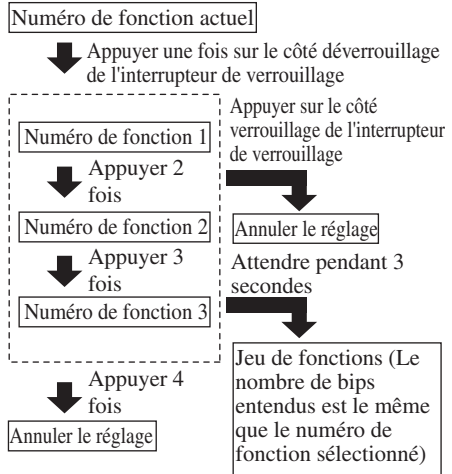 Numéro de fonction actuel
Appuyer une fois sur le côté déverrouillage
de l'interrupteur de verrouillage
Appuyer sur le côté
verrouillage de l'interrupteur
de verrouillage
Numéro de fonction 1
Appuyer 2
fois
Numéro de fonction 2
Annuler le réglage
Appuyer 3
fois
Attendre pendant 3
secondes
Numéro de fonction 3
Jeu de fonctions (Le
nombre de bips
entendus est le même
que le numéro de
fonction sélectionné)
Appuyer 4
fois
Annuler le réglage